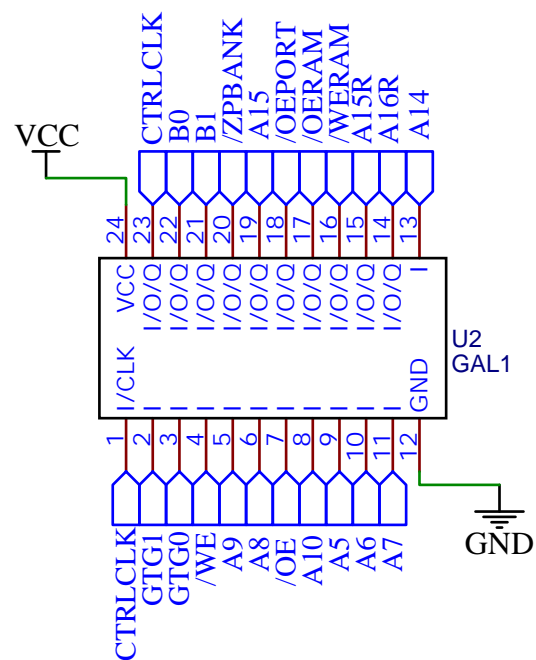 CTRLCLK
B0
B1
/ZPBANK
A15
/OEPORT
/OERAM
/WERAM
A15R
A16R
A14
VCC
24
23
22
21
20
19
18
17
16
15
14
13
VCC
I/O/Q
I/O/Q
I/O/Q
I/O/Q
I/O/Q
I/O/Q
I/O/Q
I/O/Q
I/O/Q
I/O/Q
I
U2
GAL1
I/CLK
I
I
I
I
I
I
I
I
I
I
GND
1
2
3
4
5
6
7
8
9
10
11
12
CTRLCLK
GTG1
GTG0
/WE
A9
A8
/OE
A10
A5
A6
A7
GND